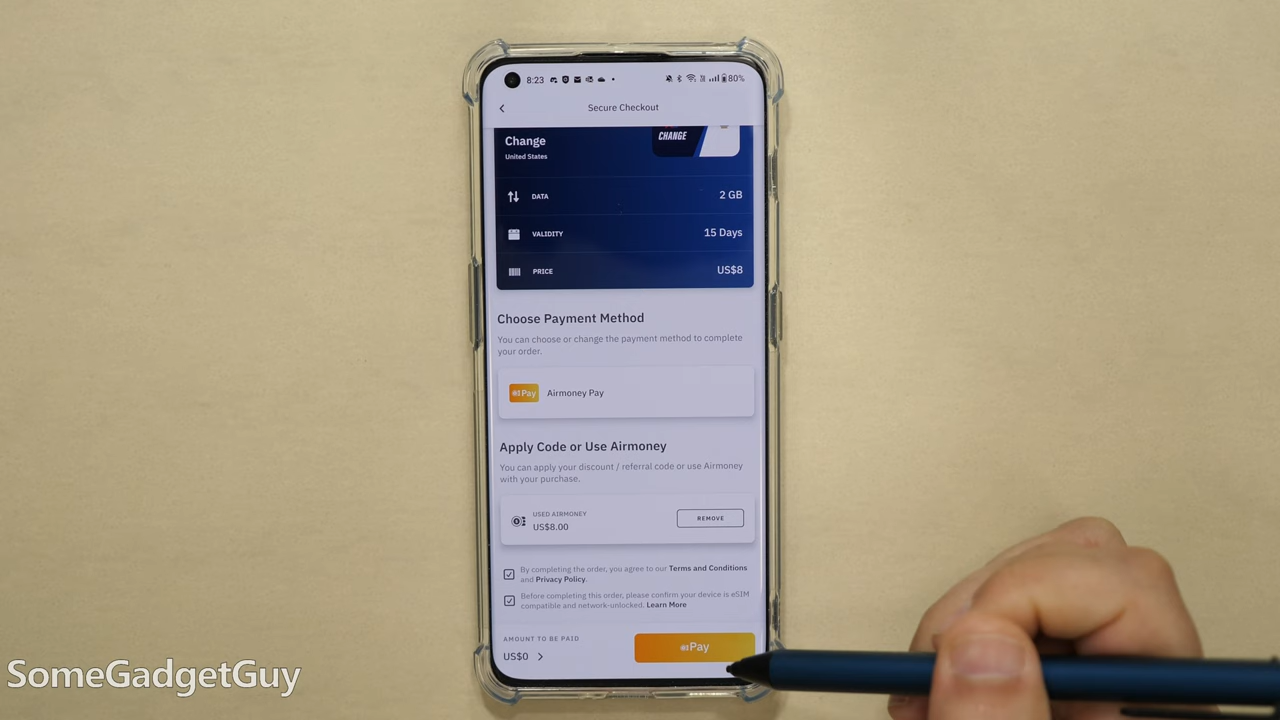 8:23
80%
Secure Checkout
Change
United States
CHANGE
DATA
2 GB
VALIDITY
15 Days
PRICE
US$8
Choose Payment Method
You can choose or change the payment method to complete
your order.
Pay
Airmoney Pay
Apply Code or Use Airmoney
You can apply your discount / referral code or use Airmoney
with your purchase.
USED AIRMONEY
US$8.00
REMOVE
By completing the order, you agree to our Terms and Conditions
and Privacy Policy.
Before completing this order, please confirm your device is eSIM
compatible and network-unlocked. Learn More
AMOUNT TO BE PAID
US$0
Pay
SomeGadgetGuy